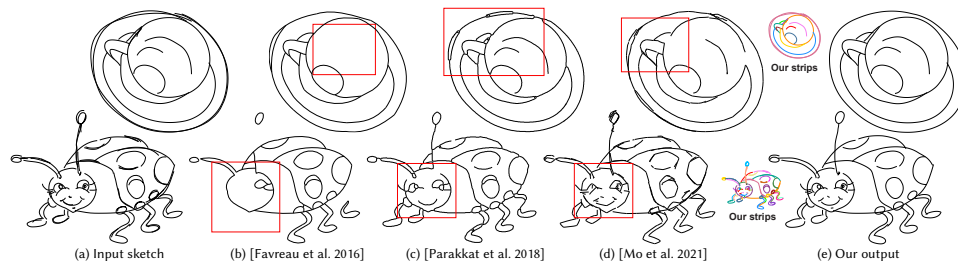 Our strips
Our strips
(a) Input sketch
(b) [Favreau et al. 2016]
(c) [Parakkat et al. 2018]
(d) [Mo et al. 2021]
(e) Our output